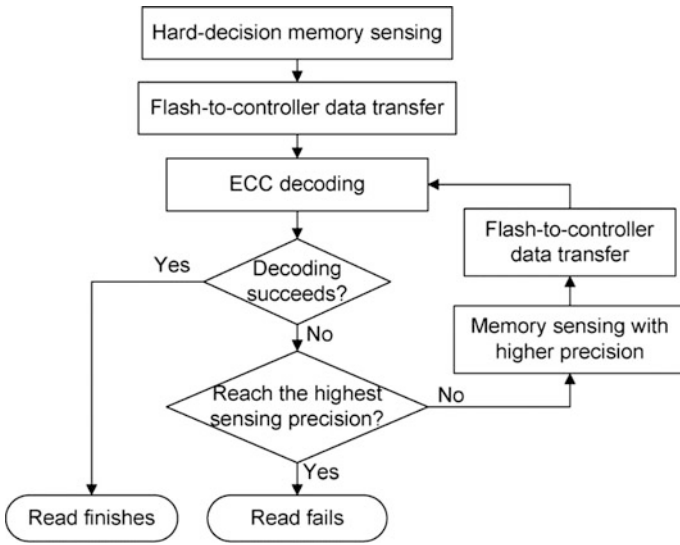 Hard-decision memory sensing
Flash-to-controller data transfer
ECC decoding
Flash-to-controller
data transfer
Yes
Decoding
succeeds?
Memory sensing with
higher precision
No
Reach the highest
sensing precision?
No
Yes
Read finishes
Read fails